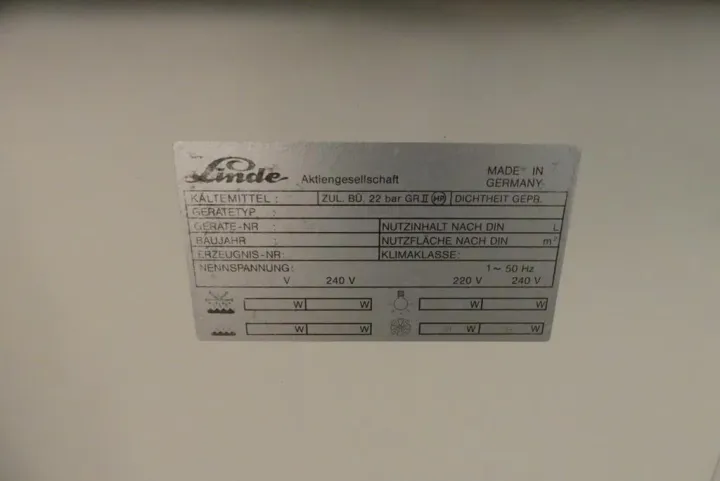 Linde Aktiengesellschaft MADE IN GERMANY
KÄLTEMITTEL : ZUL. BÜ. 22 bar GR II HP DICHTHEIT GEPR.
GERÄTETYP :
GERÄTE-NR : NUTZINHALT NACH DIN L
BAUJAHR : NUTZFLÄCHE NACH DIN m²
ERZEUGNIS-NR: KLIMAKLASSE:
NENNSPANNUNG: 1~ 50 Hz
V 240 V 220 V 240 V
W W W W
W W W W